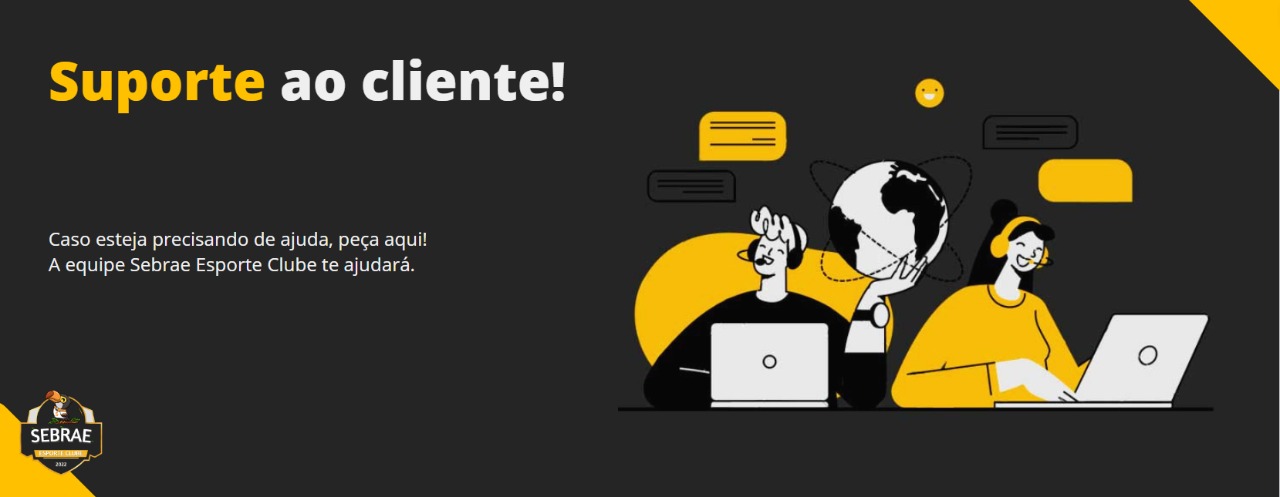 Suporte ao cliente!
Caso esteja precisando de ajuda, peça aqui!
A equipe Sebrae Esporte Clube te ajudará.
SEBRAE
ESPORTE CLUBE
2022